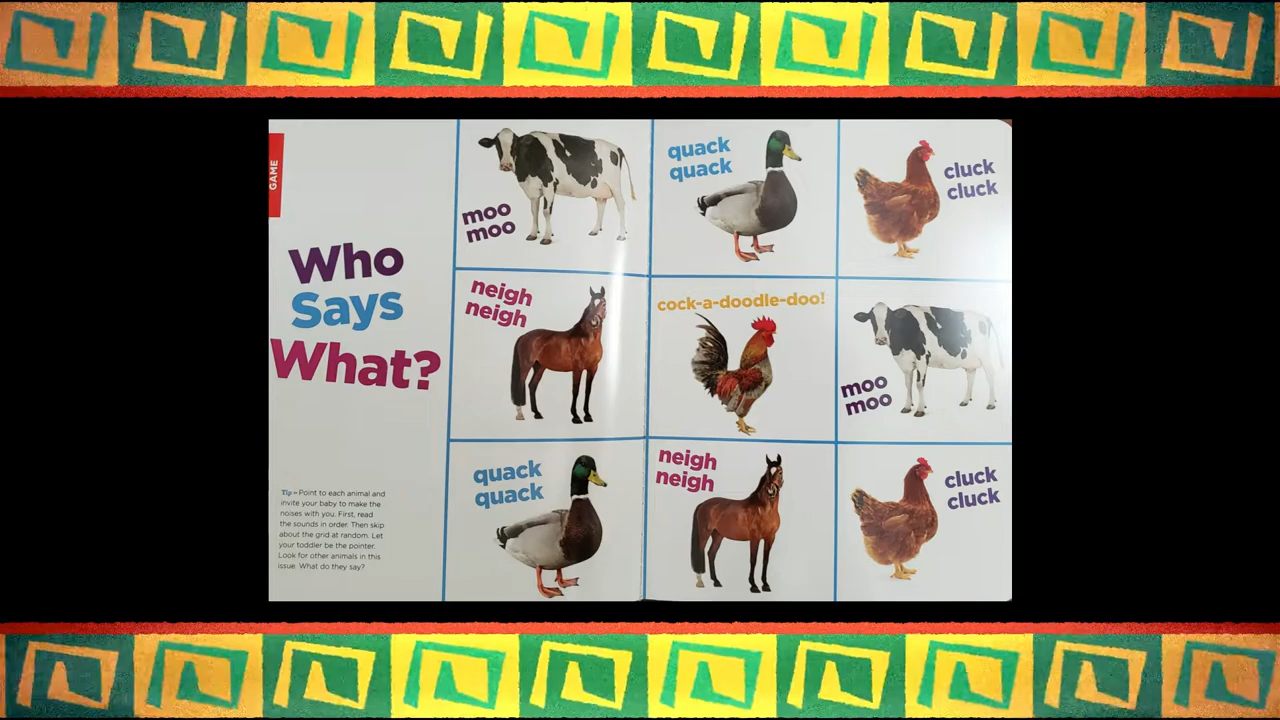 GAME
Who
Says
What?
Tip – Point to each animal and
invite your baby to make the
noises with you. First, read
the sounds in order. Then skip
about the grid at random. Let
your toddler be the pointer.
Look for other animals in this
issue. What do they say?
moo
moo
quack
quack
cluck
cluck
neigh
neigh
cock-a-doodle-doo!
moo
moo
quack
quack
neigh
neigh
cluck
cluck